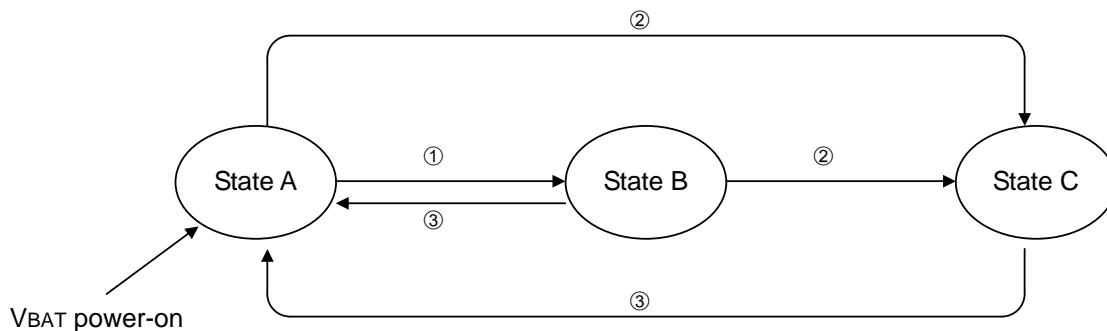 ②
State A
①
State B
②
State C
③
VBAT power-on
③